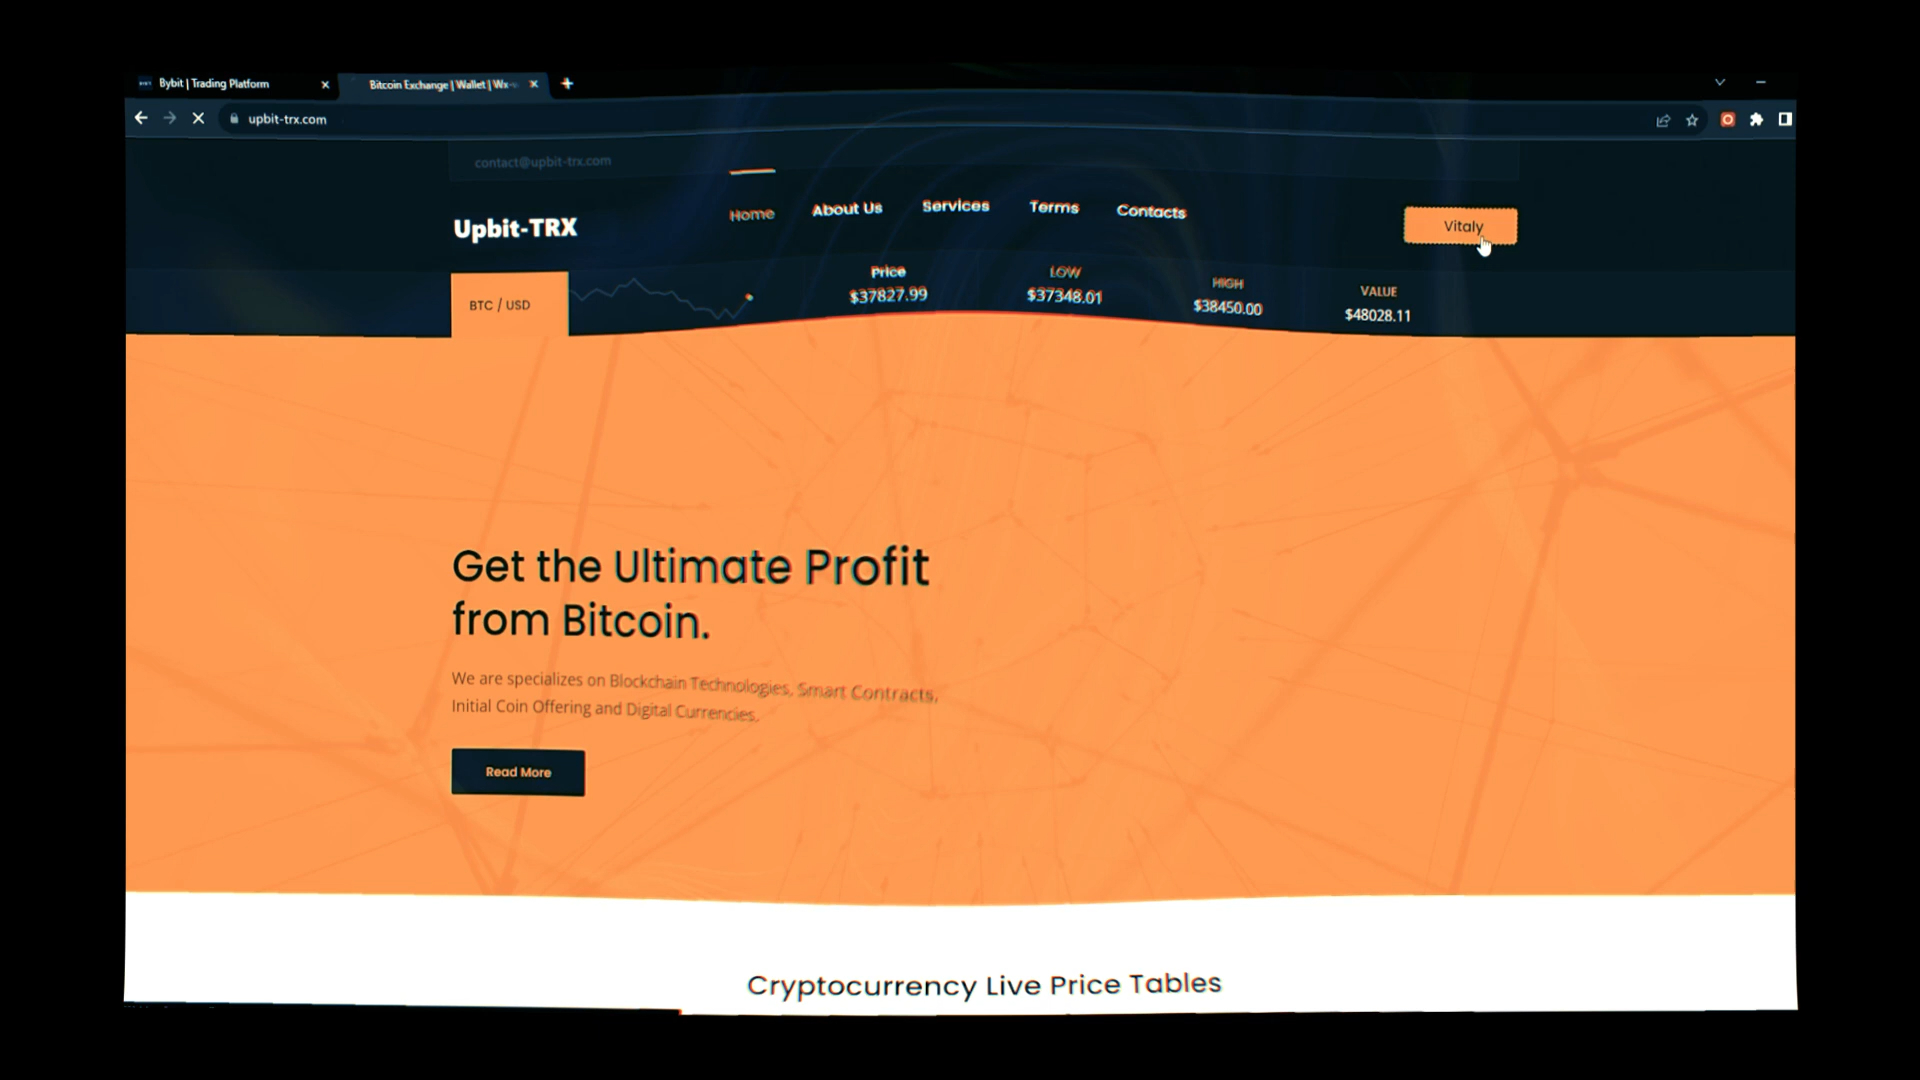 Bybit | Trading Platform
Bitcoin Exchange | Wallet | Wx
upbit-trx.com
contact@upbit-trx.com
Upbit-TRX
Home
About Us
Services
Terms
Contacts
Vitaly
BTC / USD
Price
$37827.99
LOW
$37348.01
HIGH
$38450.00
VALUE
$48028.11
Get the Ultimate Profit
from Bitcoin.
We are specializes on Blockchain Technologies, Smart Contracts,
Initial Coin Offering and Digital Currencies.
Read More
Cryptocurrency Live Price Tables